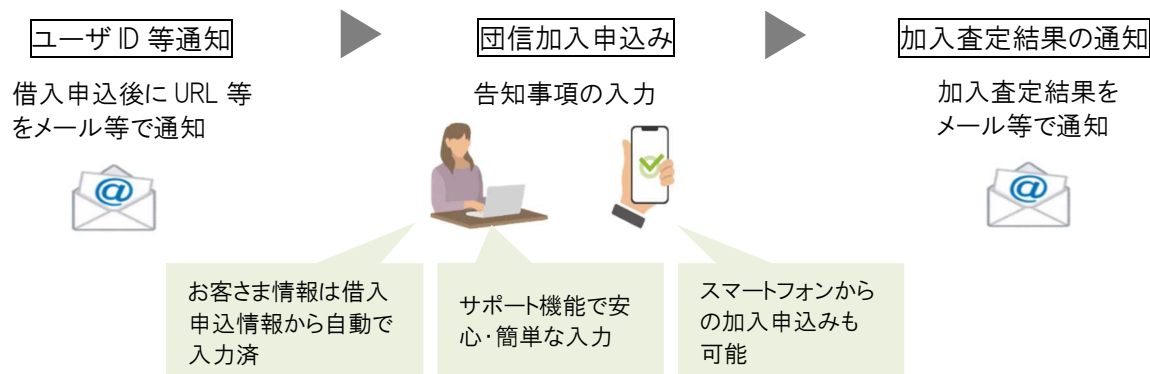 ユーザ ID 等通知
借入申込後に URL 等
をメール等で通知
@
団信加入申込み
告知事項の入力
加入査定結果の通知
加入査定結果を
メール等で通知
@
お客さま情報は借入
申込情報から自動で
入力済
サポート機能で安
心・簡単な入力
スマートフォンから
の加入申込みも
可能